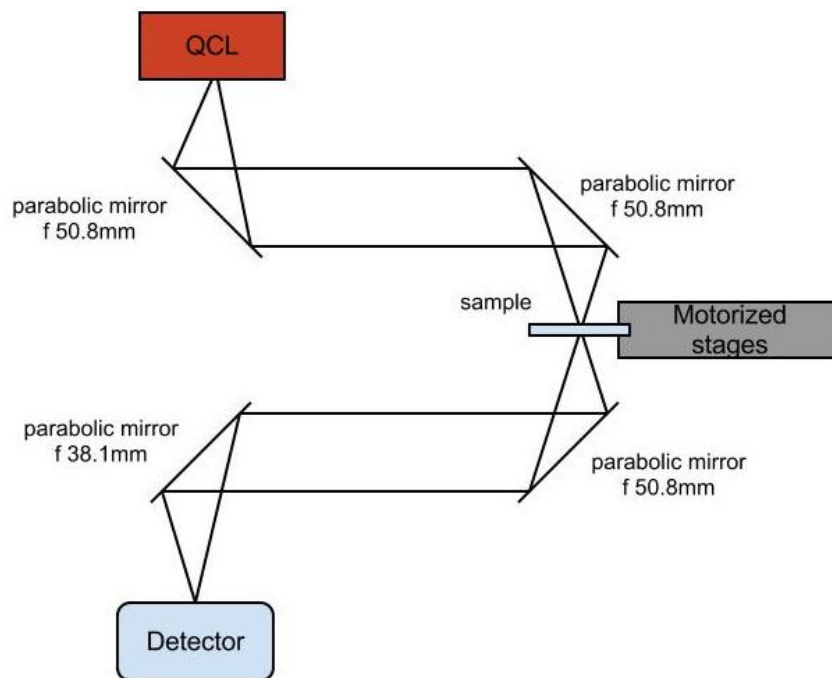 QCL
parabolic mirror
f 50.8mm
parabolic mirror
f 50.8mm
sample
Motorized
stages
parabolic mirror
f 38.1mm
parabolic mirror
f 50.8mm
Detector